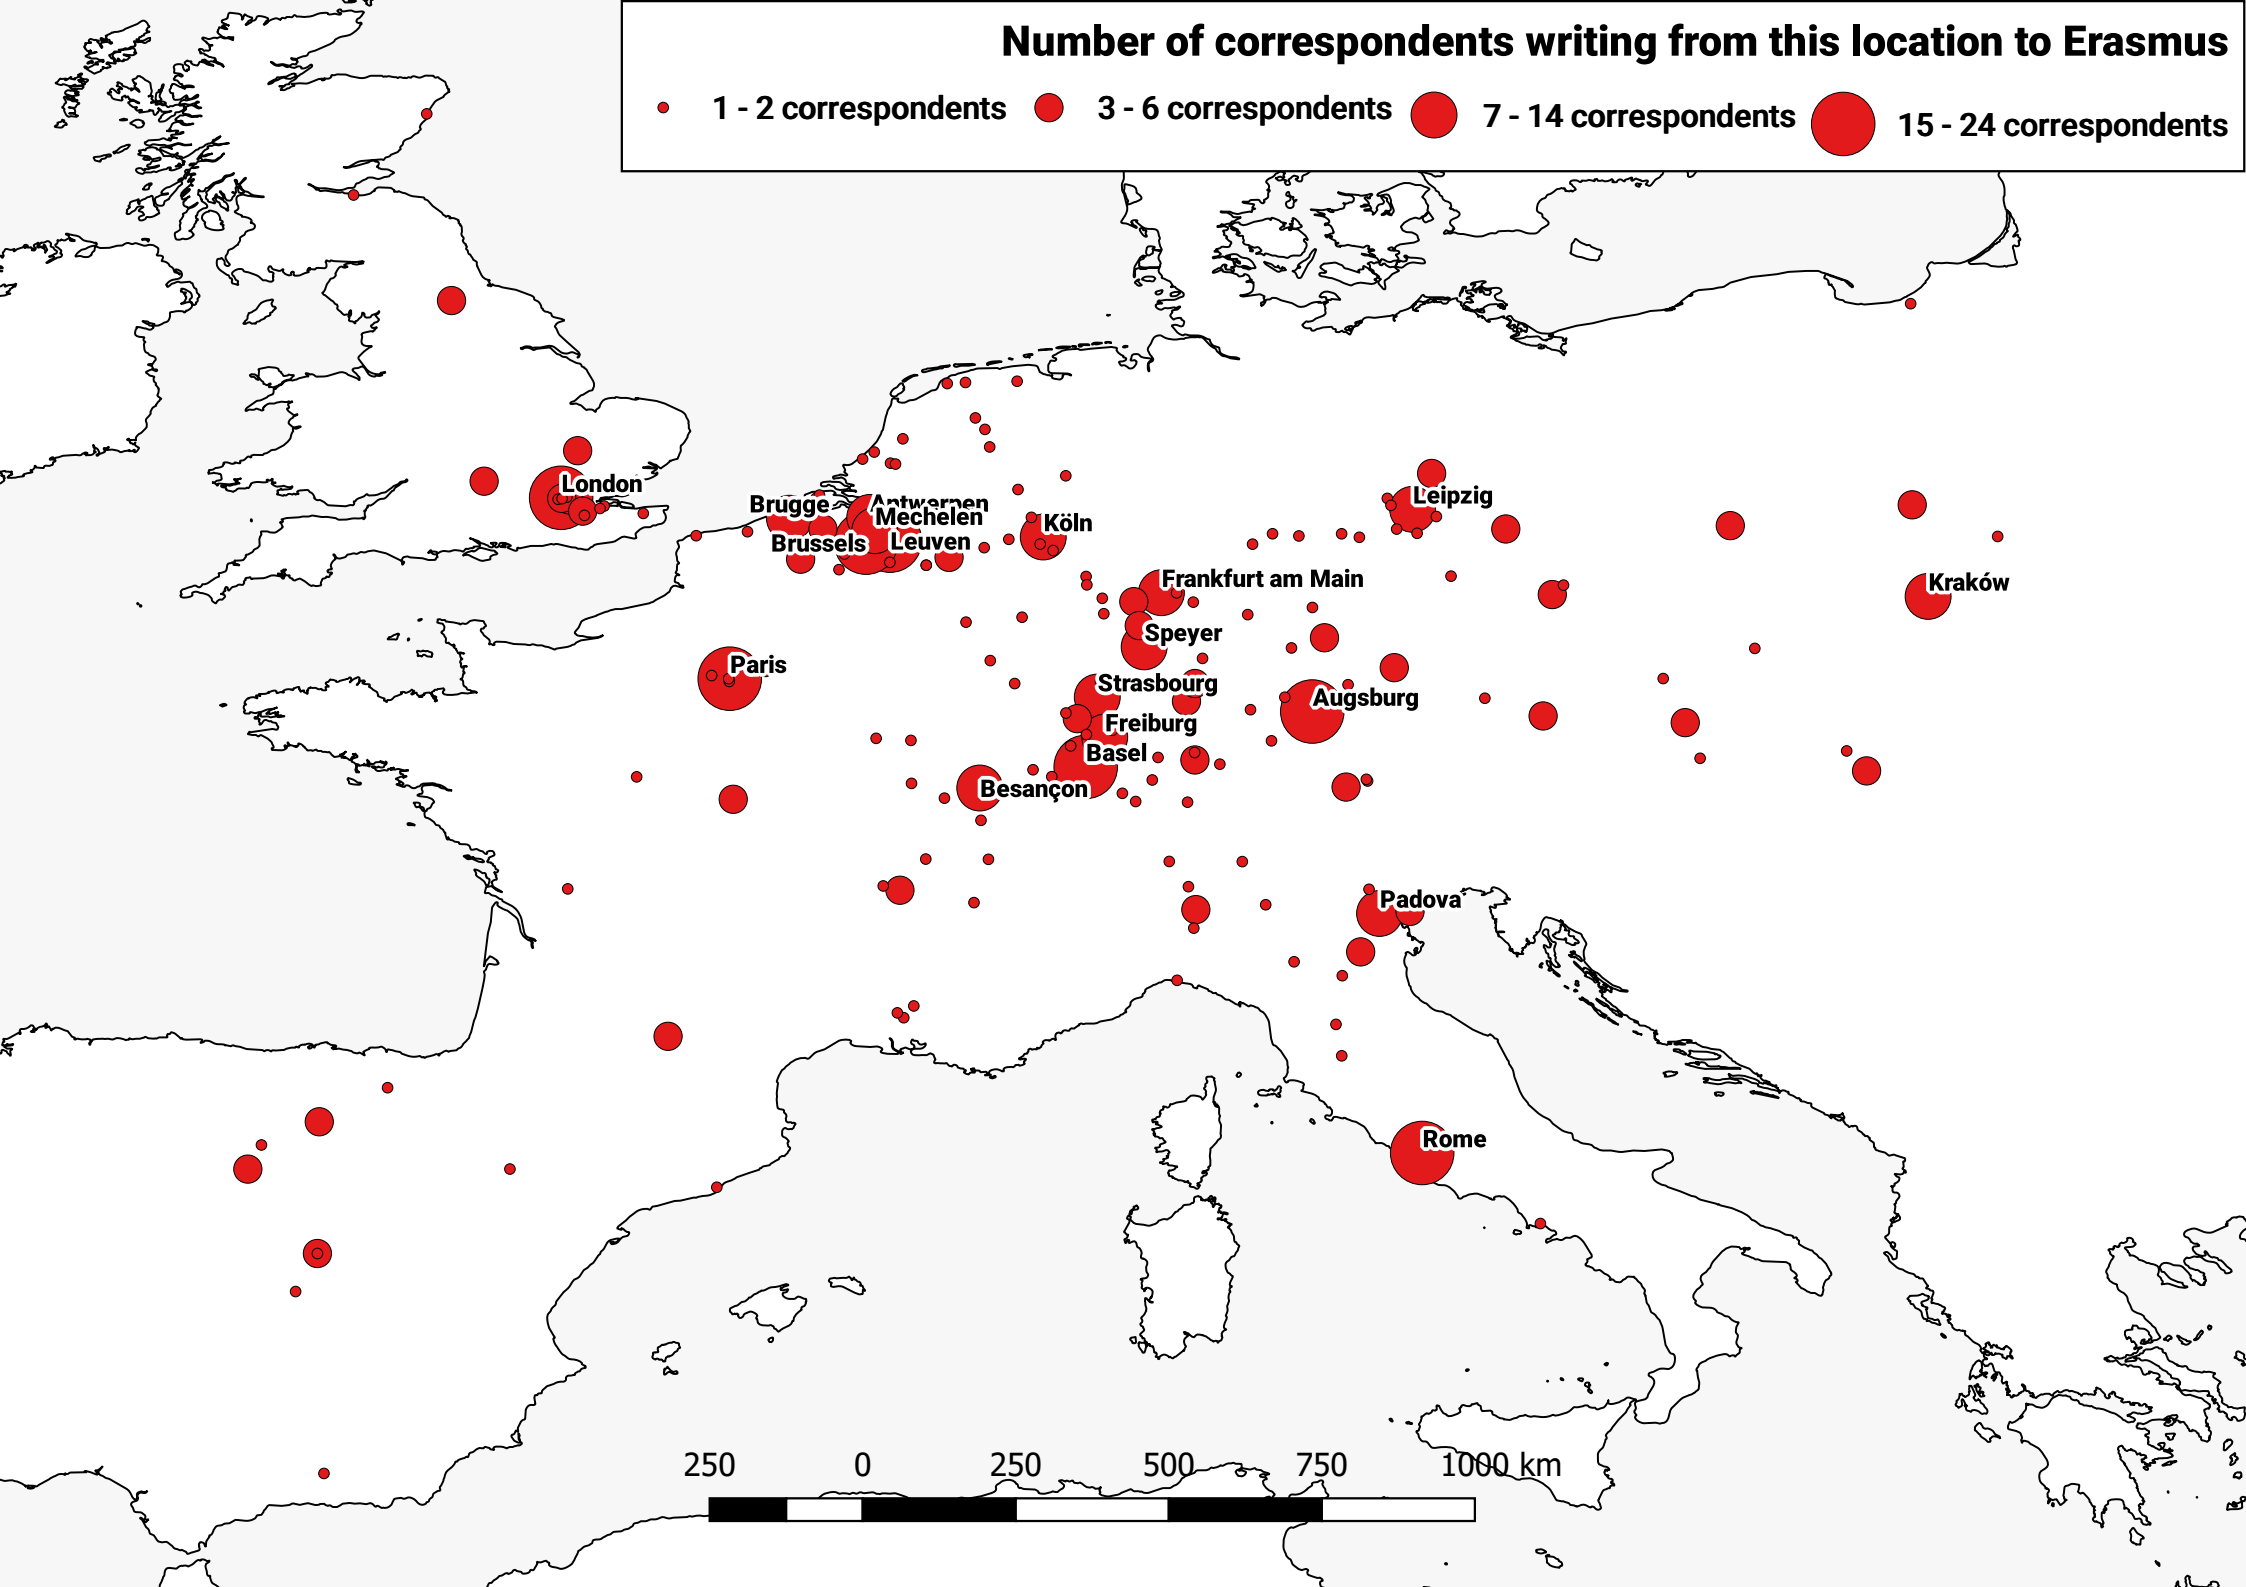 Number of correspondents writing from this location to Erasmus
1 - 2 correspondents 3 - 6 correspondents 7 - 14 correspondents 15 - 24 correspondents
London
Leipzig
Brugge
Antwerpen
Mechelen
Köln
Brussels
Leuven
Frankfurt am Main
Kraków
Speyer
Paris
Strasbourg
Augsburg
Freiburg
Basel
Besançon
Padova
Rome
250 0 250 500 750 1000 km